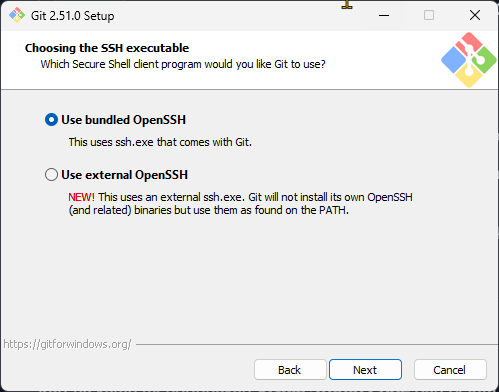 Git 2.51.0 Setup
Choosing the SSH executable
Which Secure Shell client program would you like Git to use?
Use bundled OpenSSH
This uses ssh.exe that comes with Git.
Use external OpenSSH
NEW! This uses an external ssh.exe. Git will not install its own OpenSSH
(and related) binaries but use them as found on the PATH.
https://gitforwindows.org/
Back
Next
Cancel